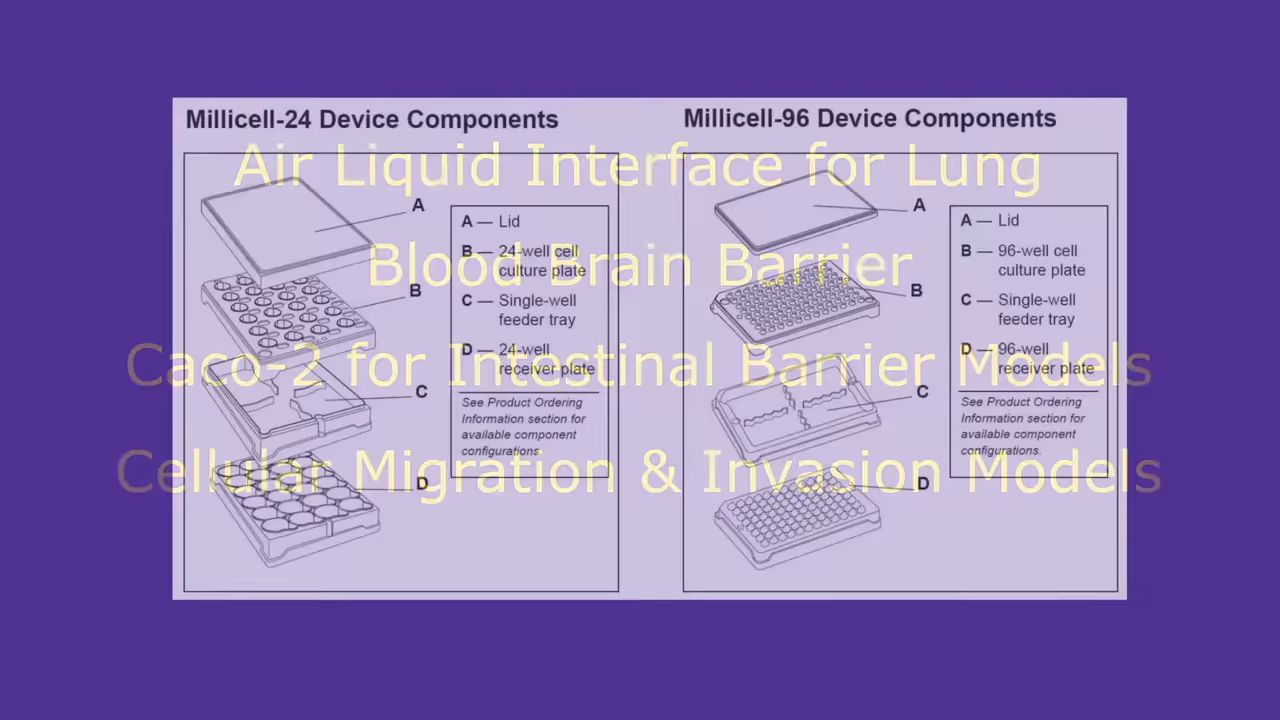 Millicell-24 Device Components
A
B
C
D
A — Lid
B — 24-well cell
culture plate
C — Single-well
feeder tray
D — 24-well
receiver plate
See Product Ordering
Information section for
available component
configurations.
Millicell-96 Device Components
A
B
C
D
A — Lid
B — 96-well cell
culture plate
C — Single-well
feeder tray
D — 96-well
receiver plate
See Product Ordering
Information section for
available component
configurations.
Air Liquid Interface for Lung
Blood Brain Barrier
Caco-2 for Intestinal Barrier Models
Cellular Migration & Invasion Models